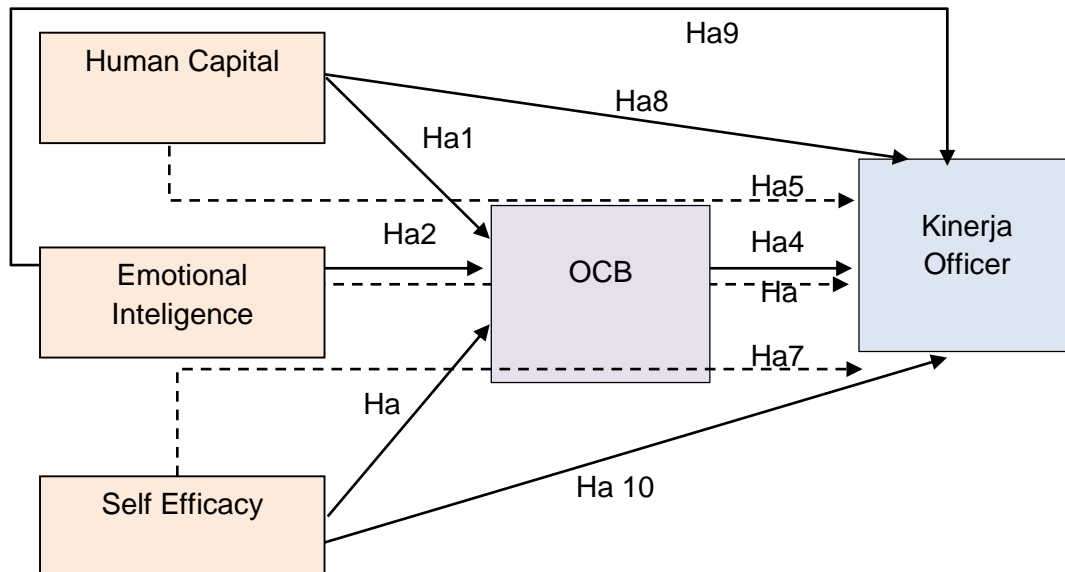 Ha9
Human Capital
Ha8
Ha1
Ha5
Ha2
Ha4
Kinerja
Officer
Emotional
Inteligence
OCB
Ha
Ha7
Ha
Self Efficacy
Ha 10